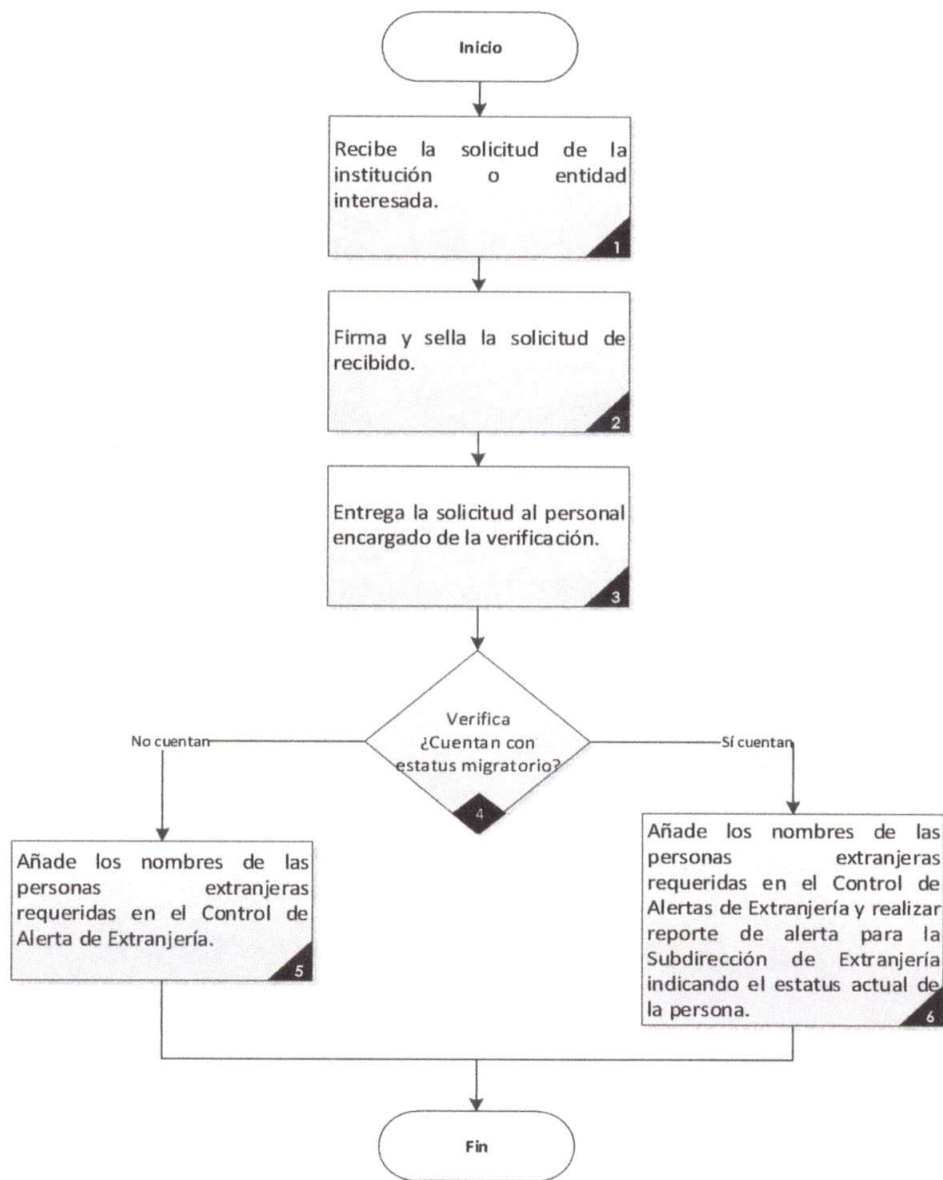 Inicio
Recibe la solicitud de la
institución o entidad
interesada.
1
Firma y sella la solicitud de
recibido.
2
Entrega la solicitud al personal
encargado de la verificación.
3
Verifica
¿Cuentan con
estatus migratorio?
4
No cuentan
Sí cuentan
Añade los nombres de las
personas extranjeras
requeridas en el Control de
Alerta de Extranjería.
5
Añade los nombres de las
personas extranjeras
requeridas en el Control de
Alertas de Extranjería y realizar
reporte de alerta para la
Subdirección de Extranjería
indicando el estatus actual de
la persona.
6
Fin